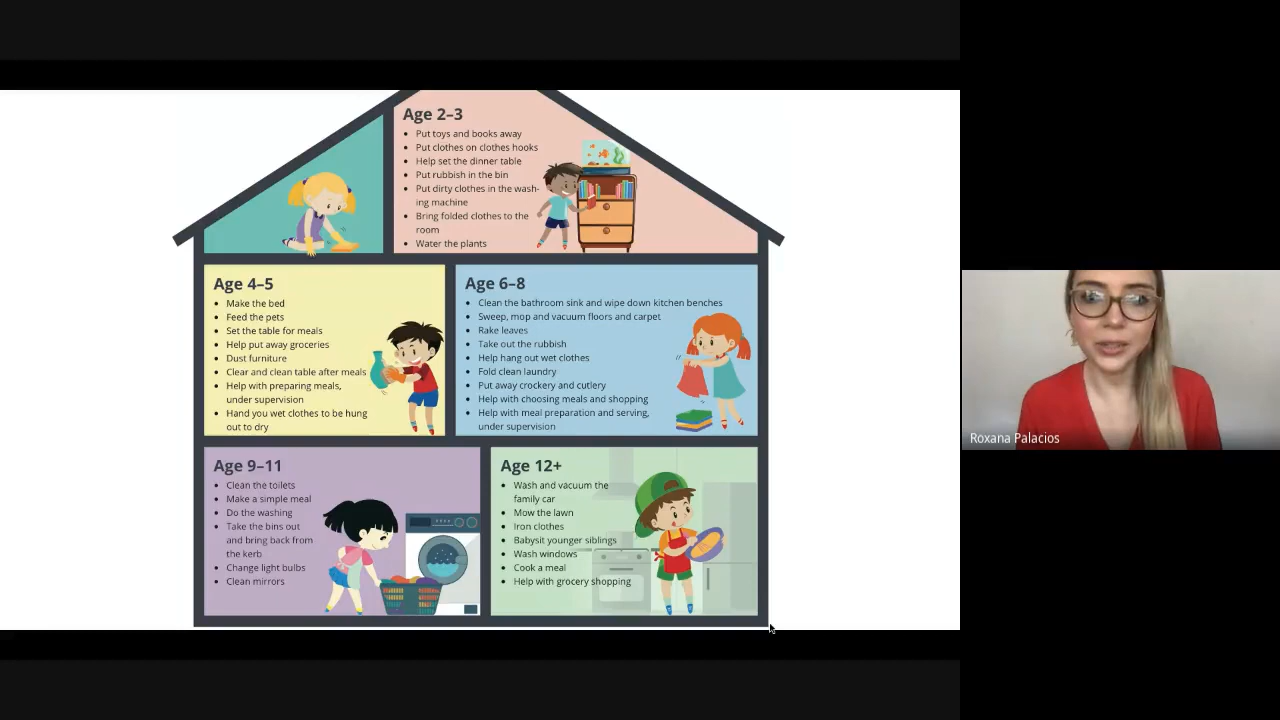 Age 2–3
• Put toys and books away
• Put clothes on clothes hooks
• Help set the dinner table
• Put rubbish in the bin
• Put dirty clothes in the wash-
ing machine
• Bring folded clothes to the
room
• Water the plants
Age 4–5
• Make the bed
• Feed the pets
• Set the table for meals
• Help put away groceries
• Dust furniture
• Clear and clean table after meals
• Help with preparing meals,
under supervision
• Hand you wet clothes to be hung
out to dry
Age 6–8
• Clean the bathroom sink and wipe down kitchen benches
• Sweep, mop and vacuum floors and carpet
• Rake leaves
• Take out the rubbish
• Help hang out wet clothes
• Fold clean laundry
• Put away crockery and cutlery
• Help with choosing meals and shopping
• Help with meal preparation and serving,
under supervision
Age 9–11
• Clean the toilets
• Make a simple meal
• Do the washing
• Take the bins out
and bring back from
the kerb
• Change light bulbs
• Clean mirrors
Age 12+
• Wash and vacuum the
family car
• Mow the lawn
• Iron clothes
• Babysit younger siblings
• Wash windows
• Cook a meal
• Help with grocery shopping
Roxana Palacios